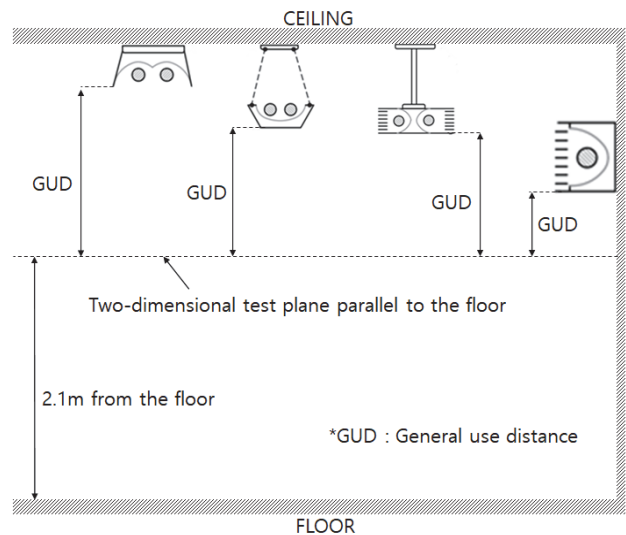 CEILING
GUD
GUD
GUD
GUD
Two-dimensional test plane parallel to the floor
2.1m from the floor
*GUD : General use distance
FLOOR